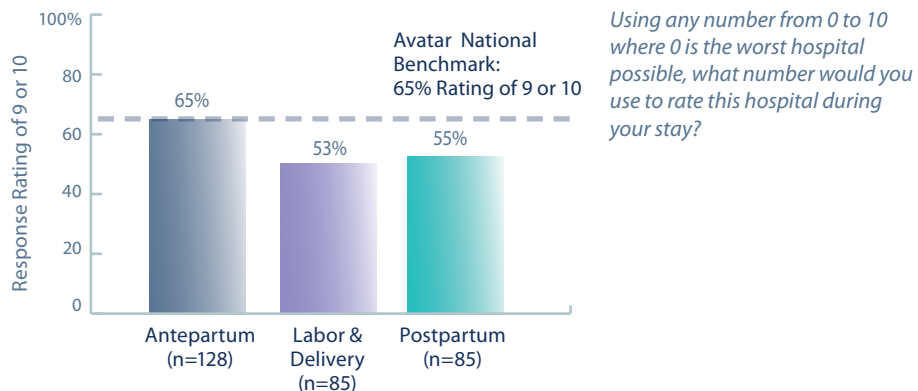 100%
80
60
40
20
0
Response Rating of 9 or 10
Avatar National
Benchmark:
65% Rating of 9 or 10
65%
53%
55%
Antepartum
(n=128)
Labor &
Delivery
(n=85)
Postpartum
(n=85)
Using any number from 0 to 10
where 0 is the worst hospital
possible, what number would you
use to rate this hospital during
your stay?